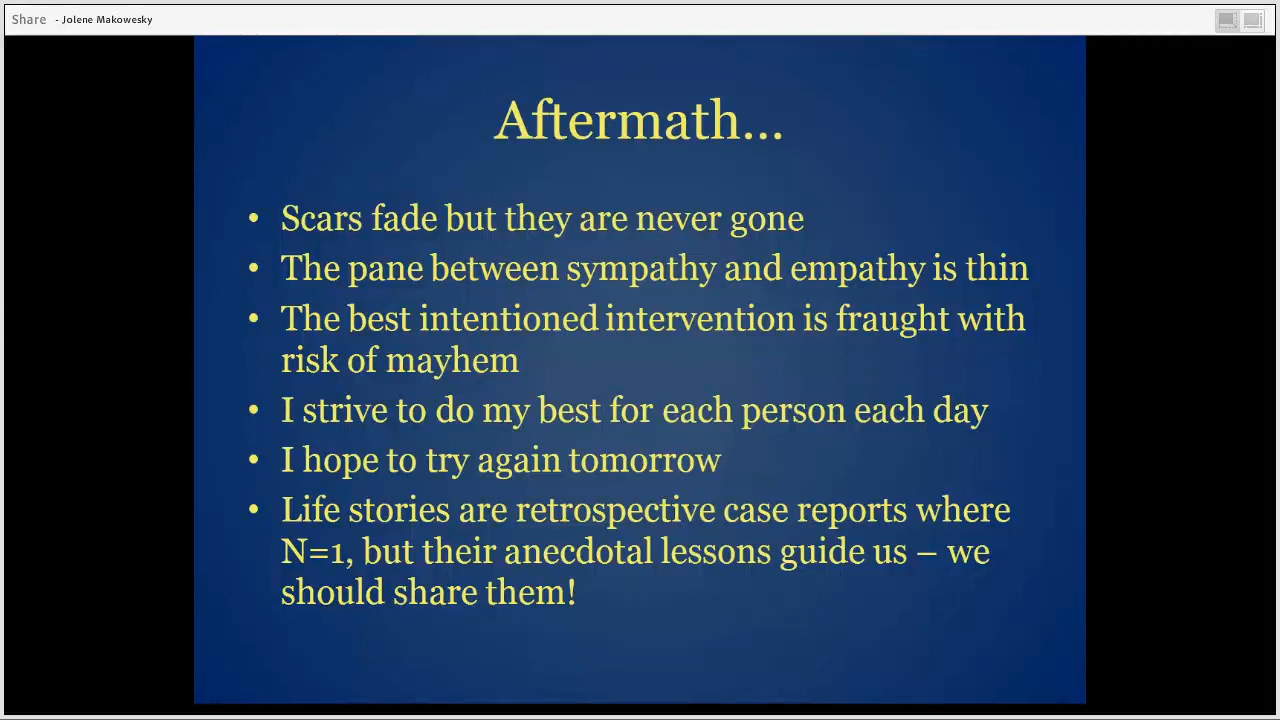 Share - Jolene Makowesky
Aftermath...
• Scars fade but they are never gone
• The pane between sympathy and empathy is thin
• The best intentioned intervention is fraught with
risk of mayhem
• I strive to do my best for each person each day
• I hope to try again tomorrow
• Life stories are retrospective case reports where
N=1, but their anecdotal lessons guide us – we
should share them!